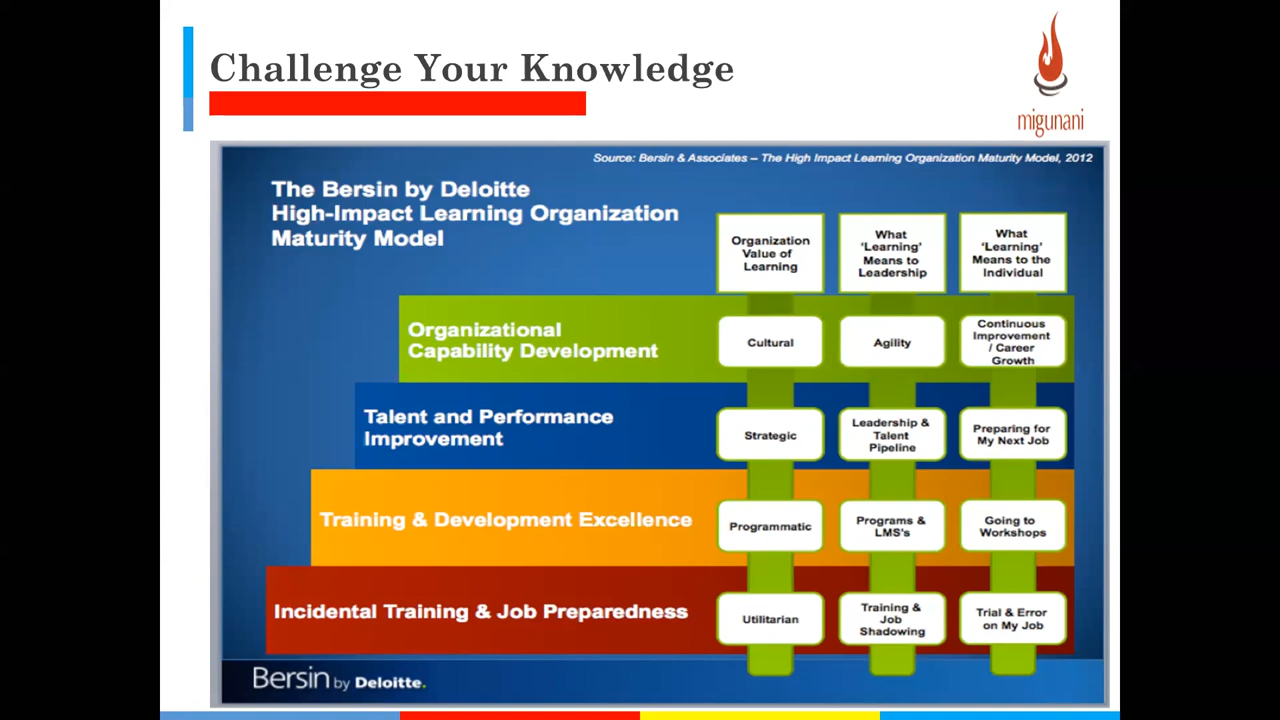 Challenge Your Knowledge
migunani
Source: Bersin & Associates – The High Impact Learning Organization Maturity Model, 2012
The Bersin by Deloitte
High-Impact Learning Organization
Maturity Model
Organization
Value of
Learning
What
‘Learning’
Means to
Leadership
What
‘Learning’
Means to the
Individual
Organizational
Capability Development
Cultural
Agility
Continuous
Improvement
/ Career
Growth
Talent and Performance
Improvement
Strategic
Leadership &
Talent
Pipeline
Preparing for
My Next Job
Training & Development Excellence
Programmatic
Programs &
LMS's
Going to
Workshops
Incidental Training & Job Preparedness
Utilitarian
Training &
Job
Shadowing
Trial & Error
on My Job
Bersin by Deloitte.